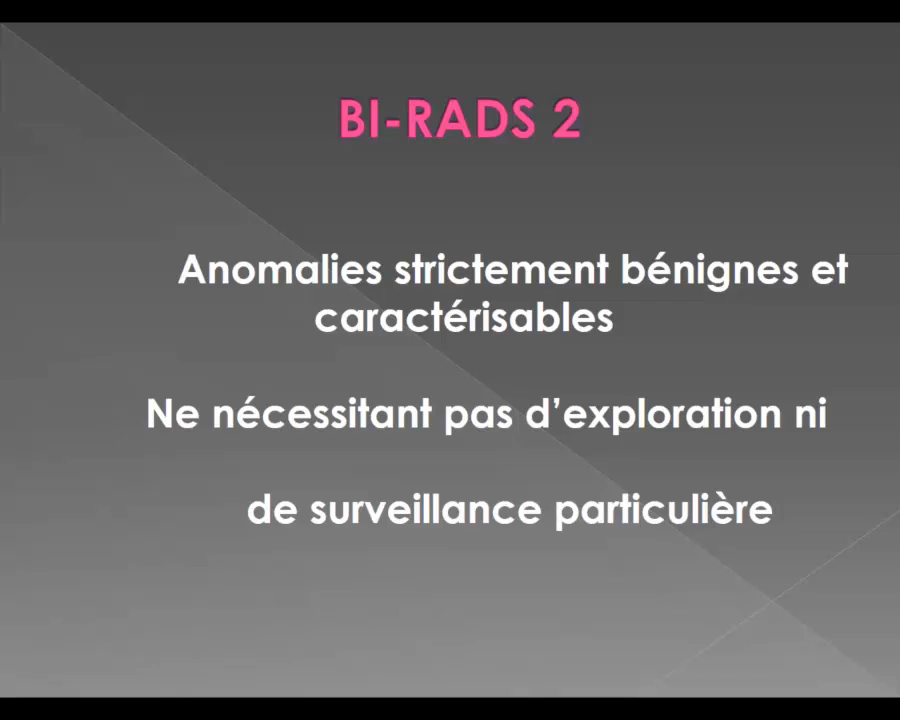 BI-RADS 2
Anomalies strictement bénignes et
caractérisables
Ne nécessitant pas d’exploration ni
de surveillance particulière